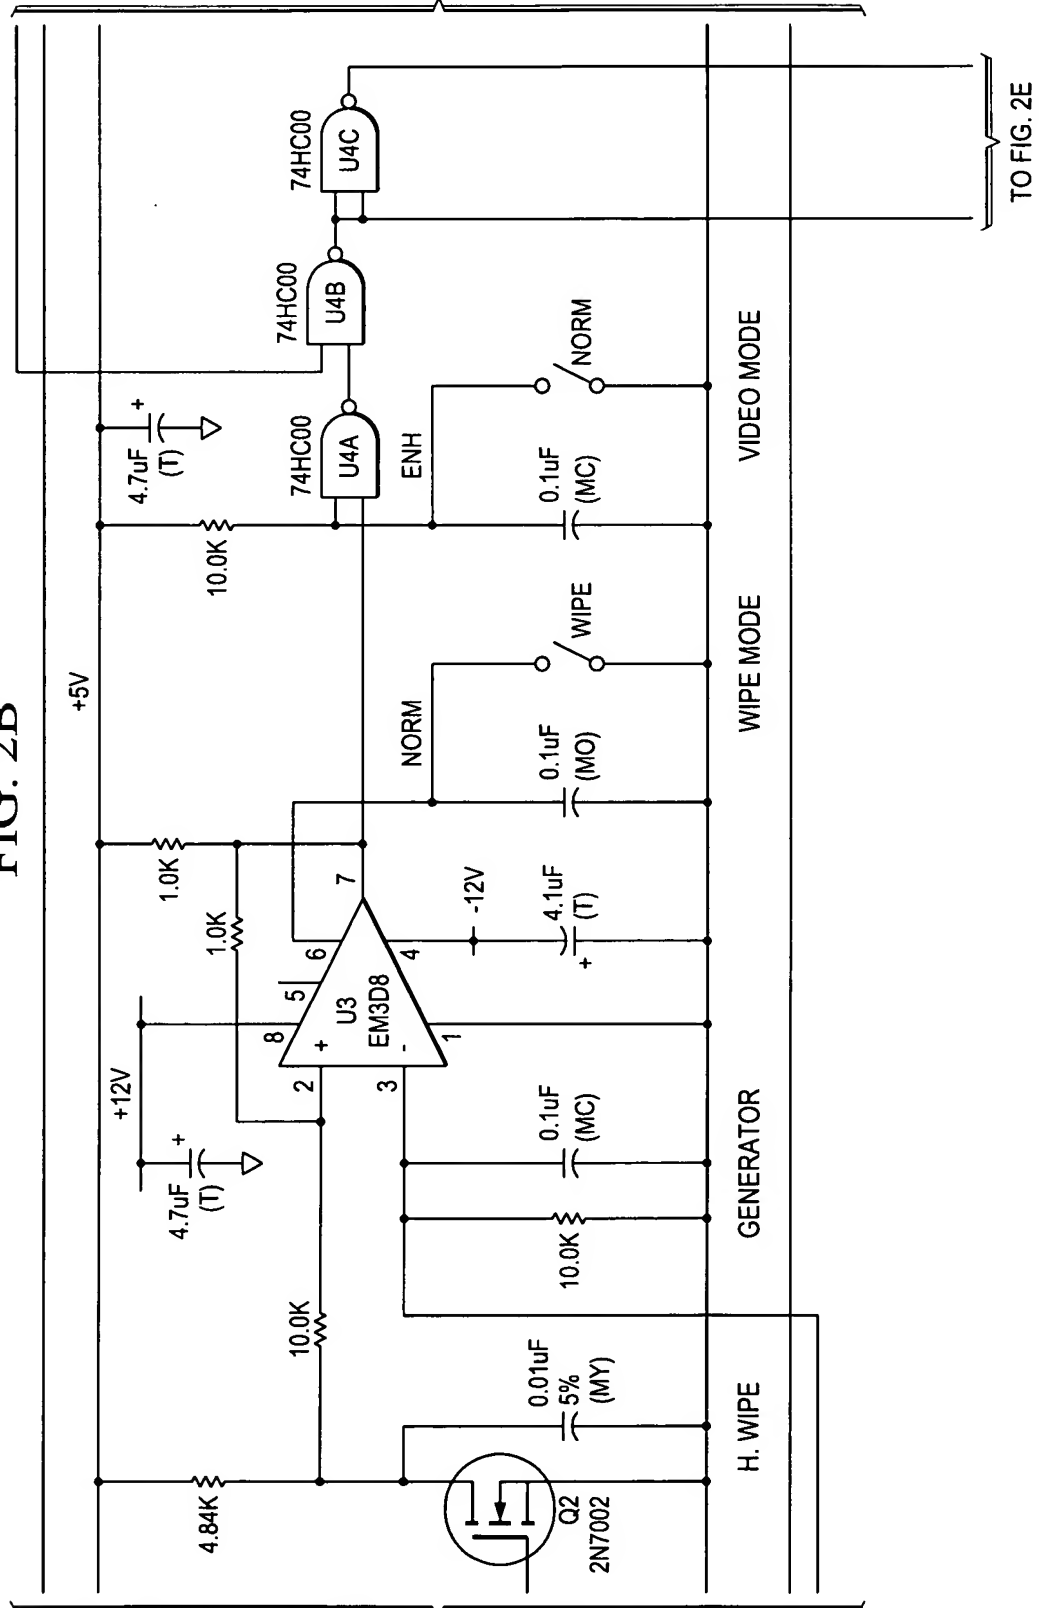 FIG. 2B
+5V
+12V
4.7uF
(T)
+
1.0K
1.0K
4.7uF
(T)
+
10.0K
4.84K
10.0K
2
3
8
5
6
7
4
1
+
-
U3
EM3D8
74HC00
U4A
74HC00
U4B
74HC00
U4C
Q2
2N7002
0.01uF
5%
(MY)
10.0K
0.1uF
(MC)
-12V
4.1uF
(T)
+
NORM
0.1uF
(MO)
WIPE
ENH
0.1uF
(MC)
NORM
H. WIPE
GENERATOR
WIPE MODE
VIDEO MODE
TO FIG. 2E